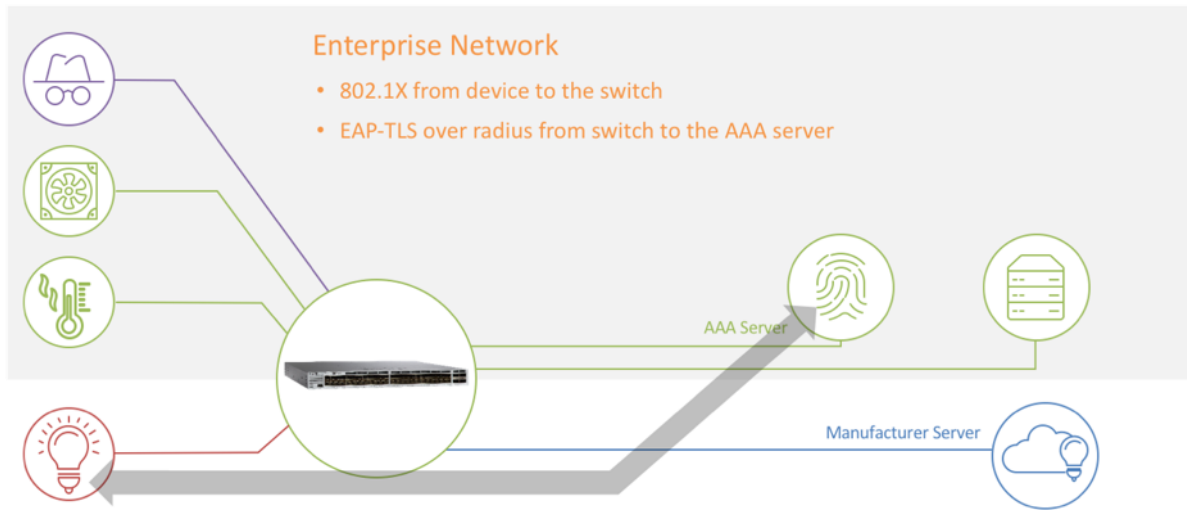 Enterprise Network
• 802.1X from device to the switch
• EAP-TLS over radius from switch to the AAA server
AAA Server
Manufacturer Server